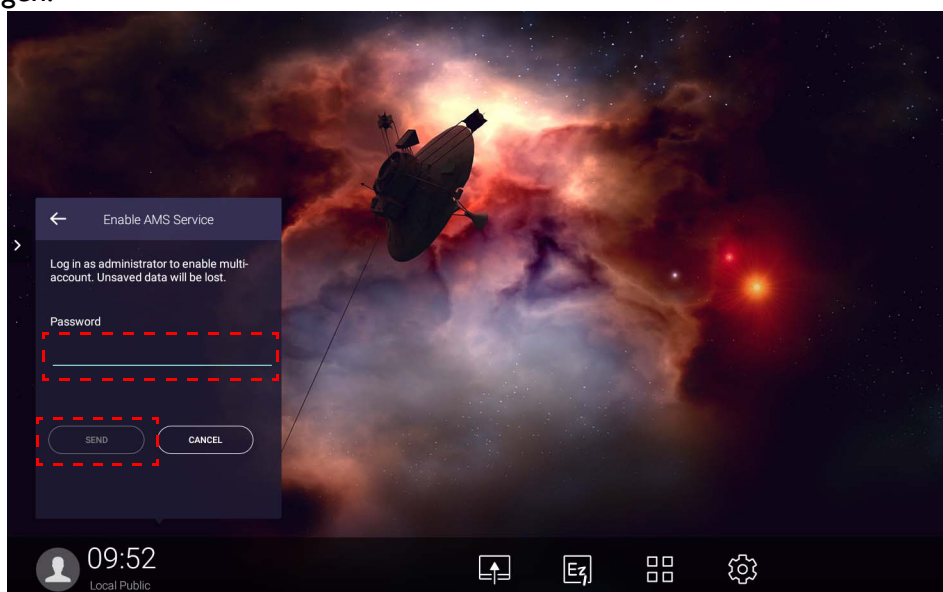 Enable AMS Service
Log in as administrator to enable multi-
account. Unsaved data will be lost.
Password
SEND
CANCEL
09:52
Local Public
Ez